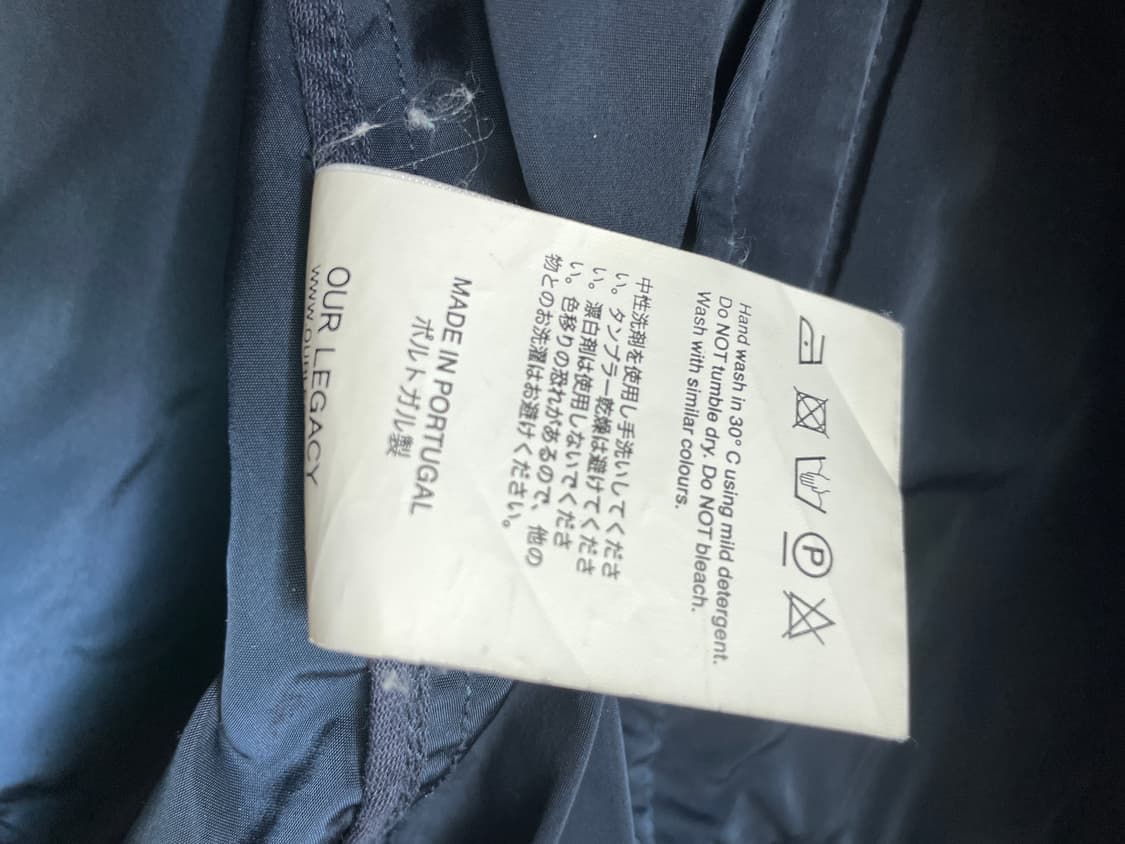 P
Hand wash in 30° C using mild detergent.
Do NOT tumble dry. Do NOT bleach.
Wash with similar colours.
中性洗剤を使用し手洗いしてくださ
い。タンブラー乾燥は避けてくださ
い。漂白剤は使用しないでくださ
い。色移りの恐れがあるので、他の
物とのお洗濯はお避けください。
MADE IN PORTUGAL
ポルトガル製
OUR LEGACY